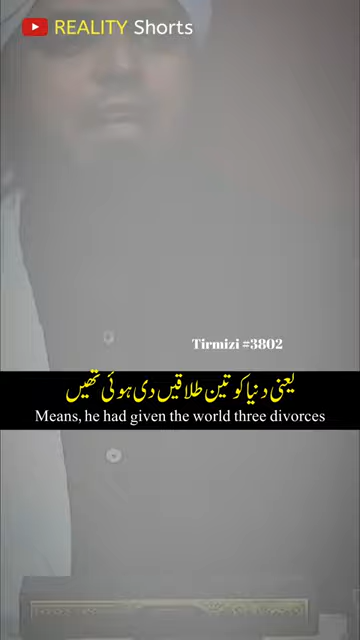 REALITY Shorts
Tirmizi =3802
یعنی دنیا کو تین طلاقیں دی ہوئی تھیں
Means, he had given the world three divorces